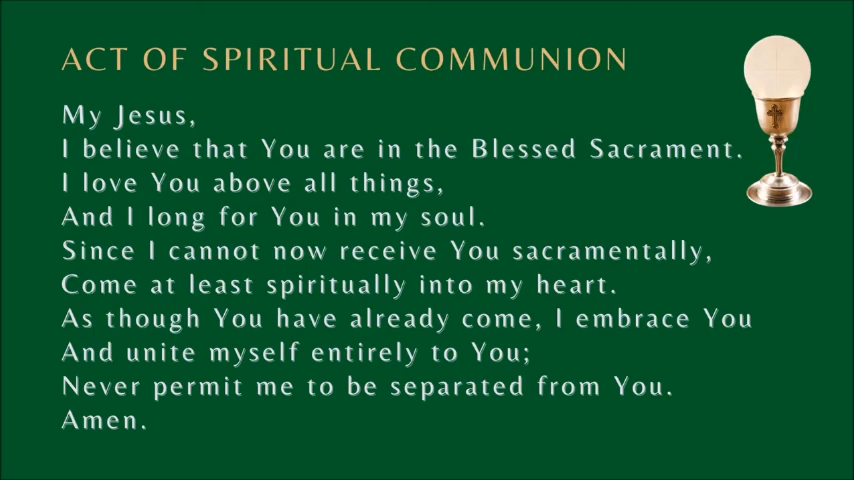 ACT OF SPIRITUAL COMMUNION
My Jesus,
I believe that You are in the Blessed Sacrament.
I love You above all things,
And I long for You in my soul.
Since I cannot now receive You sacramentally,
Come at least spiritually into my heart.
As though You have already come, I embrace You
And unite myself entirely to You;
Never permit me to be separated from You.
Amen.